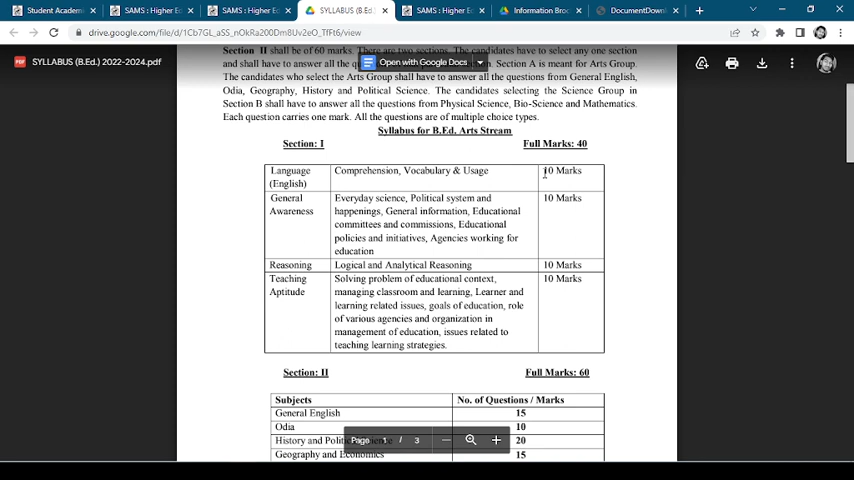 Student Academ
SAMS : Higher Ed
SAMS : Higher Ed
SYLLABUS (B.Ed.)
SAMS : Higher Ed
Information Broc
DocumentDownl
drive.google.com/file/d/1Cb7GL_aSS_nOkRa200Dm8Uv2eO_TfFt6/view
SYLLABUS (B.Ed.) 2022-2024.pdf
Open with Google Docs
Section II shall be of 60 marks. There are two sections. The candidates have to select any one section
and shall have to answer all the Section A is meant for Arts Group.
The candidates who select the Arts Group shall have to answer all the questions from General English,
Odia, Geography, History and Political Science. The candidates selecting the Science Group in
Section B shall have to answer all the questions from Physical Science, Bio-Science and Mathematics.
Each question carries one mark. All the questions are of multiple choice types.
Syllabus for B.Ed. Arts Stream
Section: I Full Marks: 40
Language Comprehension, Vocabulary & Usage 10 Marks
(English)
General Everyday science, Political system and 10 Marks
Awareness happenings, General information, Educational
committees and commissions, Educational
policies and initiatives, Agencies working for
education
Reasoning Logical and Analytical Reasoning 10 Marks
Teaching Solving problem of educational context, 10 Marks
Aptitude managing classroom and learning, Learner and
learning related issues, goals of education, role
of various agencies and organization in
management of education, issues related to
teaching learning strategies.
Section: II Full Marks: 60
Subjects No. of Questions / Marks
General English 15
Odia 10
History and Political 20
Geography and Economics 15
Page / 3